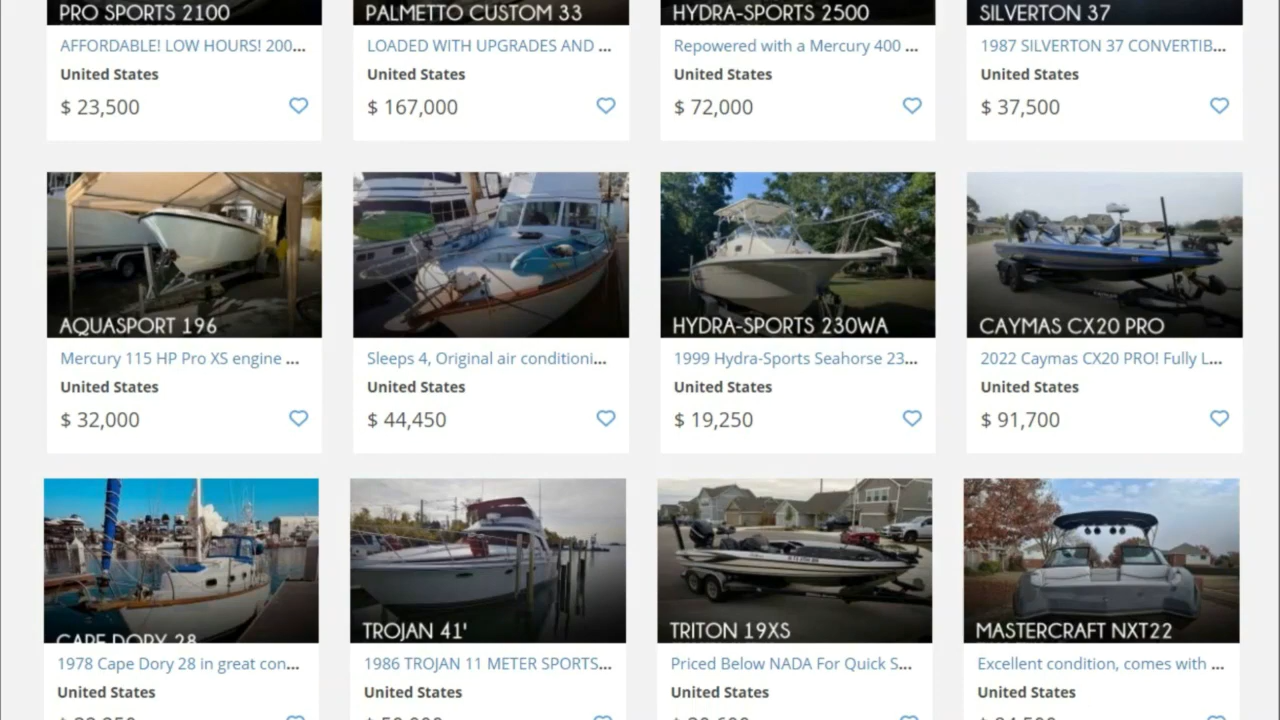 PRO SPORTS 2100
AFFORDABLE! LOW HOURS! 200...
United States
$ 23,500
PALMETTO CUSTOM 33
LOADED WITH UPGRADES AND ...
United States
$ 167,000
HYDRA-SPORTS 2500
Repowered with a Mercury 400 ...
United States
$ 72,000
SILVERTON 37
1987 SILVERTON 37 CONVERTIB...
United States
$ 37,500
AQUASPORT 196
Mercury 115 HP Pro XS engine ...
United States
$ 32,000
Sleeps 4, Original air conditioni...
United States
$ 44,450
HYDRA-SPORTS 230WA
1999 Hydra-Sports Seahorse 23...
United States
$ 19,250
CAYMAS CX20 PRO
2022 Caymas CX20 PRO! Fully L...
United States
$ 91,700
CAPE DORY 28
1978 Cape Dory 28 in great con...
United States
TROJAN 41'
1986 TROJAN 11 METER SPORTS...
United States
TRITON 19XS
Priced Below NADA For Quick S...
United States
MASTERCRAFT NXT22
Excellent condition, comes with ...
United States